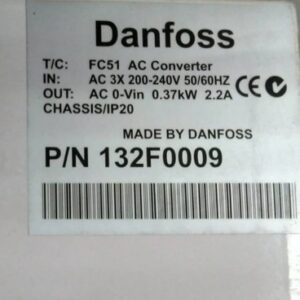 Danfoss
T/C: FC51 AC Converter
IN: AC 3X 200-240V 50/60HZ
OUT: AC 0-Vin 0.37kW 2.2A
CHASSIS/IP20
MADE BY DANFOSS
P/N 132F0009